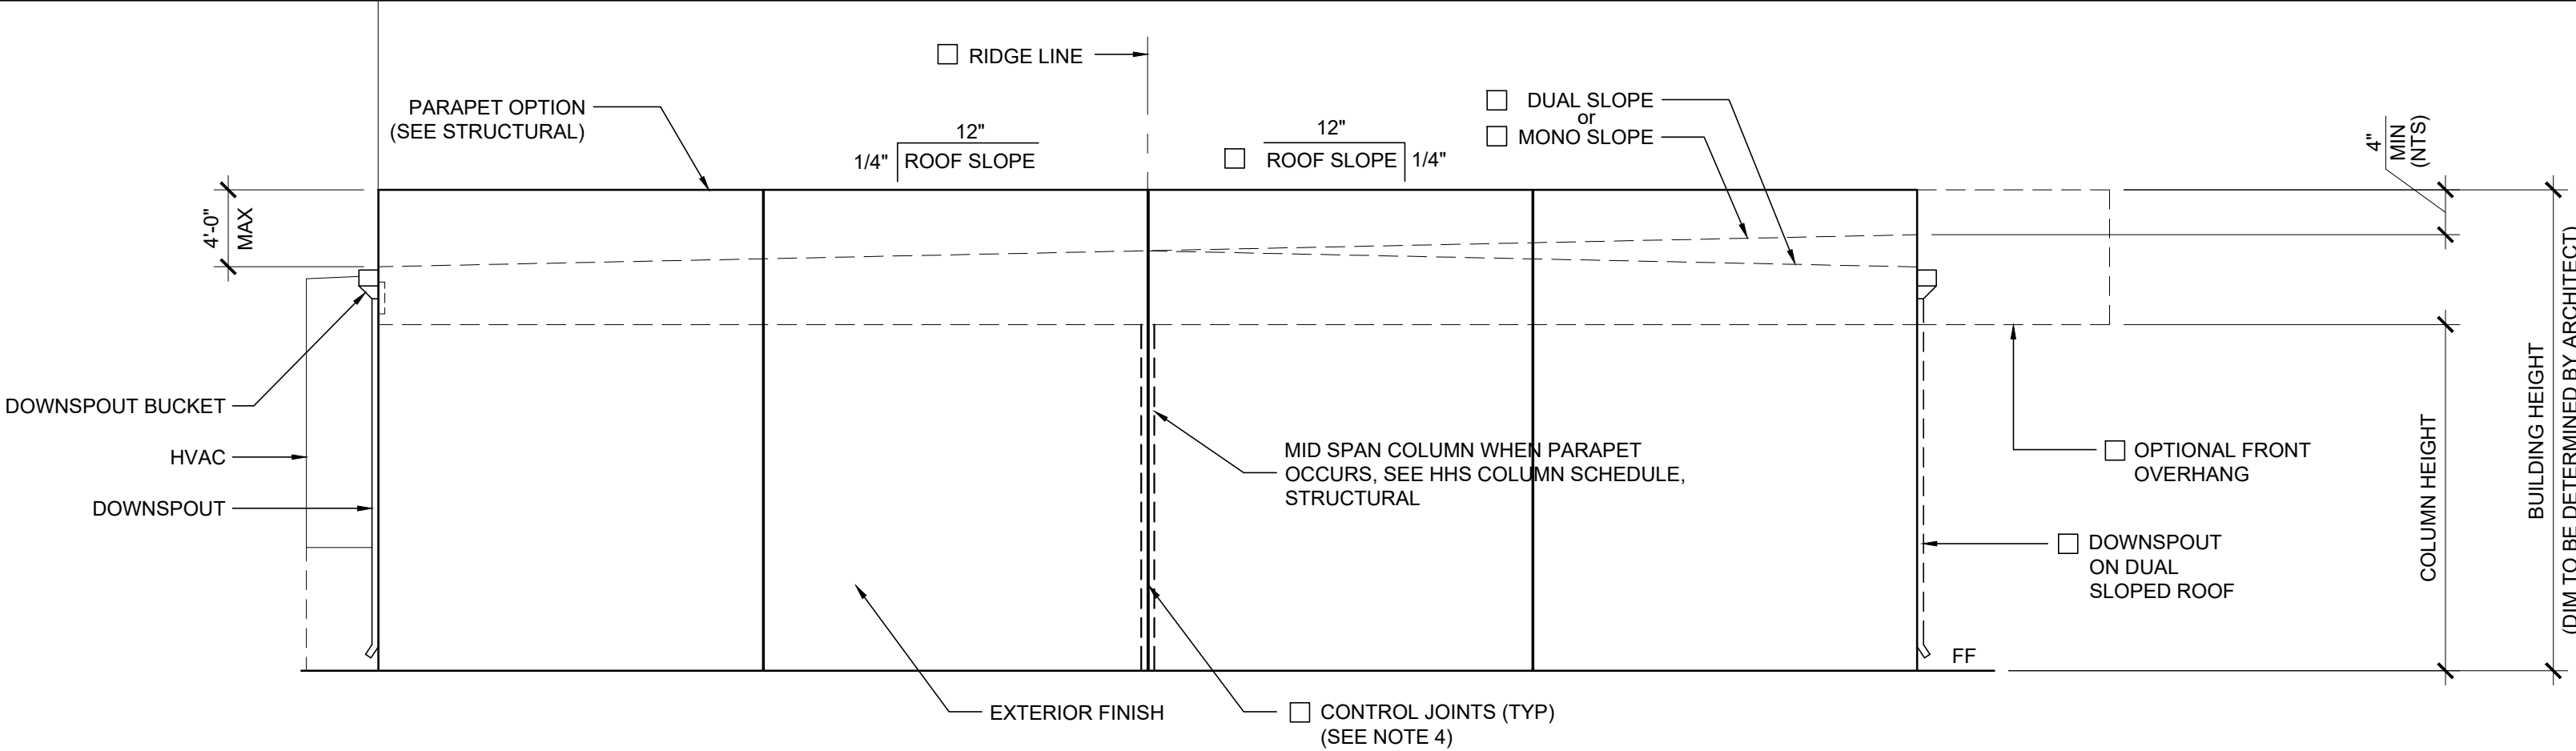 RIDGE LINE
PARAPET OPTION
(SEE STRUCTURAL)
12"
1/4"
ROOF SLOPE
12"
ROOF SLOPE
1/4"
DUAL SLOPE
or
MONO SLOPE
4"
MIN
(NTS)
4'-0"
MAX
DOWNSPOUT BUCKET
HVAC
DOWNSPOUT
MID SPAN COLUMN WHEN PARAPET
OCCURS, SEE HHS COLUMN SCHEDULE,
STRUCTURAL
OPTIONAL FRONT
OVERHANG
DOWNSPOUT
ON DUAL
SLOPED ROOF
COLUMN HEIGHT
BUILDING HEIGHT
(DIM TO BE DETERMINED BY ARCHITECT)
FF
EXTERIOR FINISH
CONTROL JOINTS (TYP)
(SEE NOTE 4)